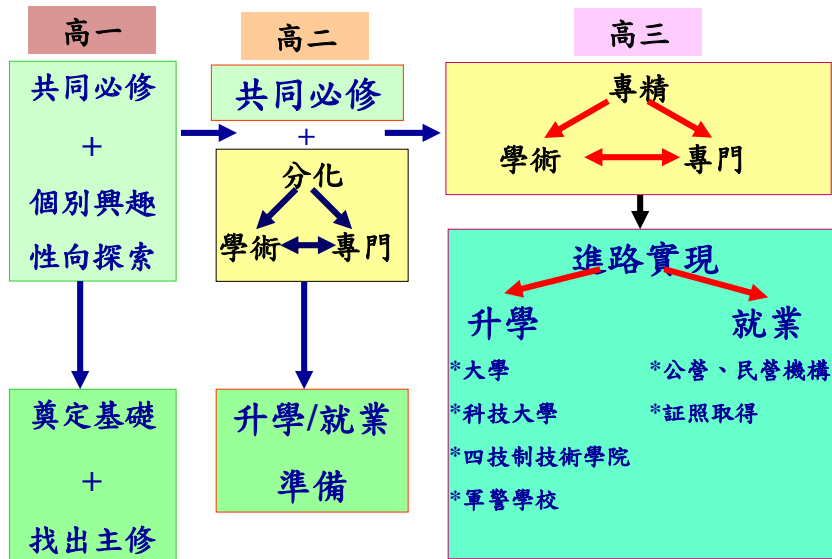 高一
共同必修
+
個別興趣
性向探索
奠定基礎
+
找出主修
高二
共同必修
+
分化
學術
專門
升學/就業
準備
高三
專精
學術
專門
進路實現
升學
*大學
*科技大學
*四技制技術學院
*軍警學校
就業
*公營、民營機構
*証照取得